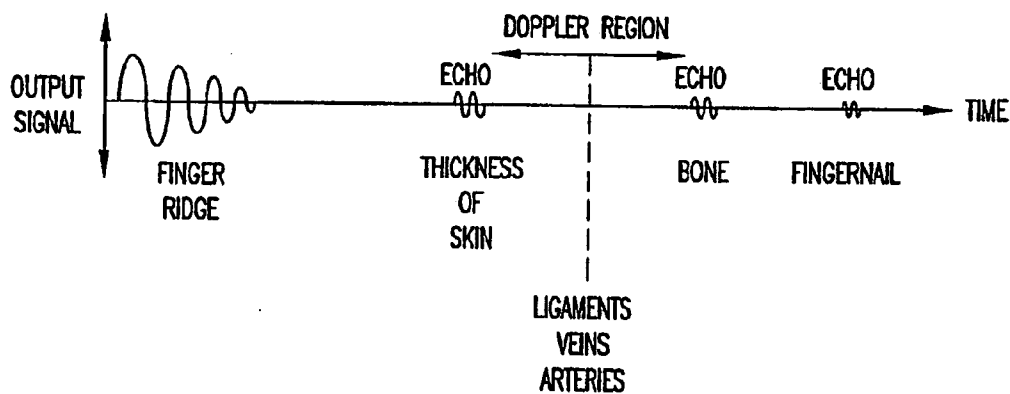 DOPPLER REGION
OUTPUT
SIGNAL
ECHO
ECHO
ECHO
TIME
FINGER
RIDGE
THICKNESS
OF
SKIN
BONE
FINGERNAIL
LIGAMENTS
VEINS
ARTERIES